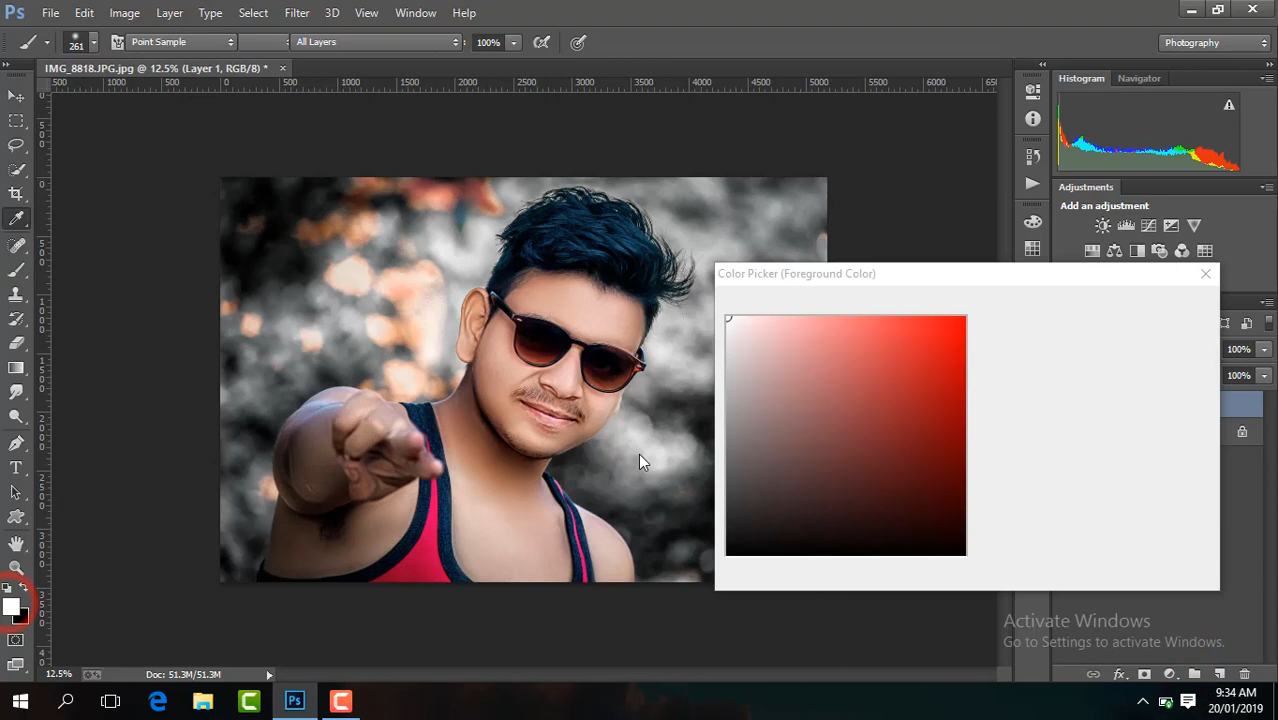 Ps File Edit Image Layer Type Select Filter 3D View Window Help
261 Point Sample All Layers 100% Photography
IMG_8818.JPG.jpg @ 12.5% (Layer 1, RGB/8) * ×
500 0 500 1000 1500 2000 2500 3000 3500 4000 4500 5000 5500 6000 650
Histogram Navigator
Adjustments
Add an adjustment
Color Picker (Foreground Color)
100%
100%
Activate Windows
Go to Settings to activate Windows.
12.5% Doc: 51.3M/51.3M
Ps
9:34 AM
20/01/2019